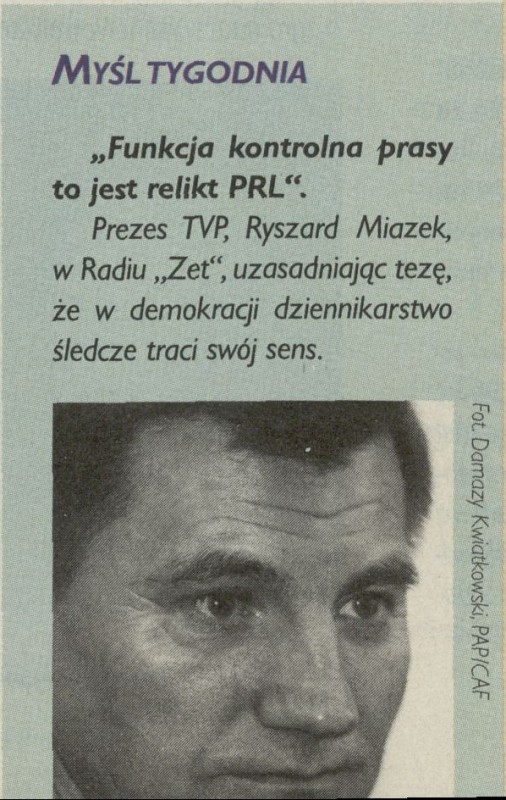 MYŚL TYGODNIA
„Funkcja kontrolna prasy
to jest relikt PRL“.
Prezes TVP, Ryszard Miazek,
w Radiu „Zet“, uzasadniając tezę,
że w demokracji dziennikarstwo
śledcze traci swój sens.
Fot. Damazy Kwiatkowski, PAP/CAF